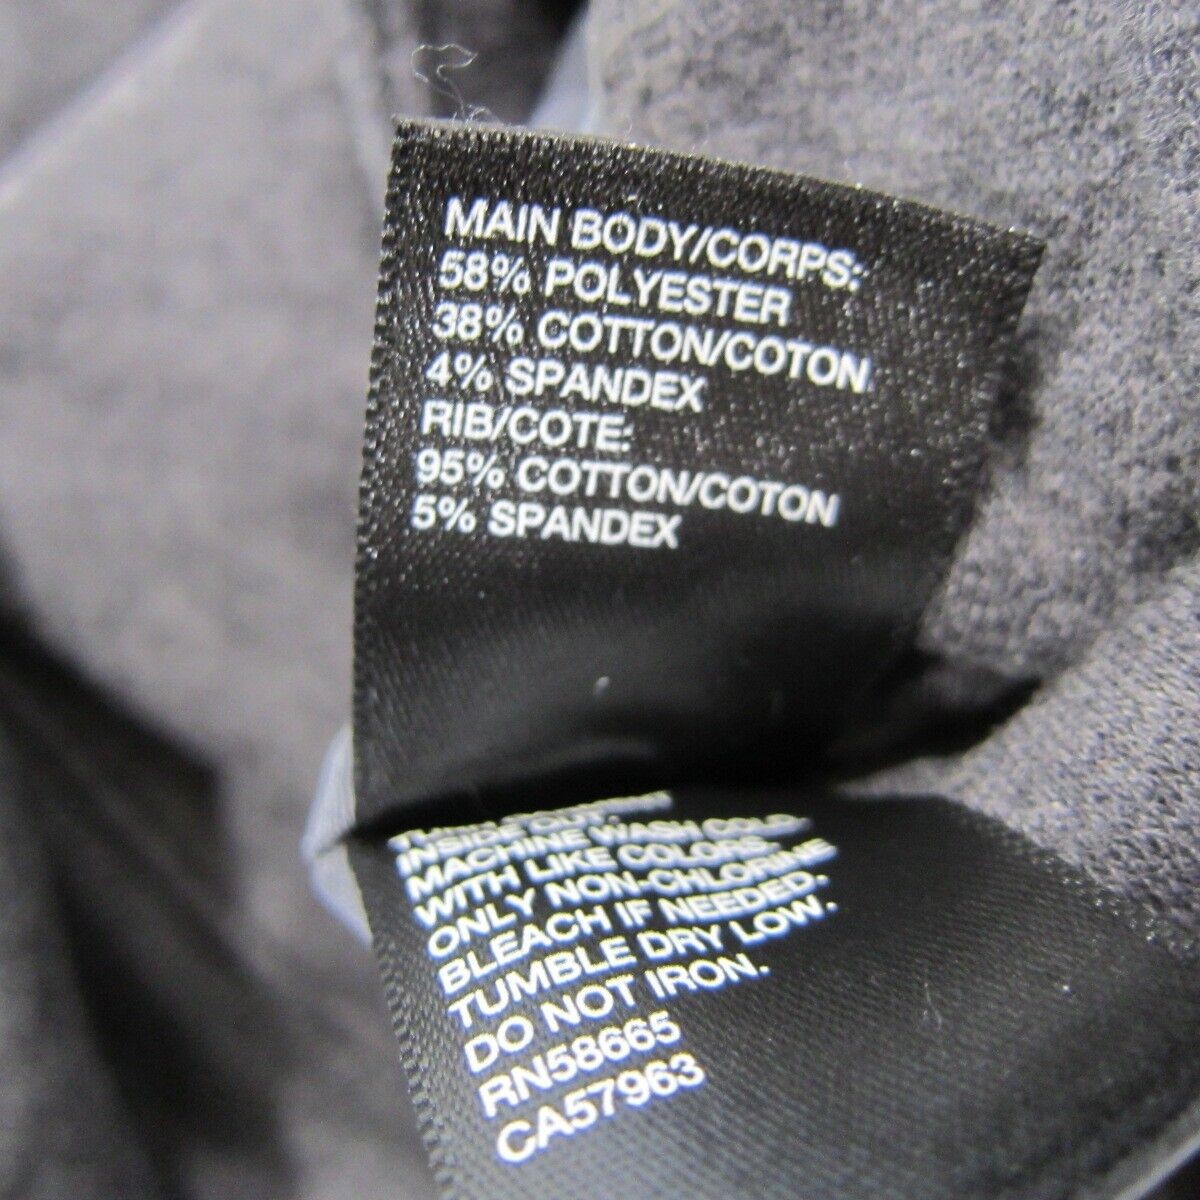 MAIN BODY/CORPS:
58% POLYESTER
38% COTTON/COTON
4% SPANDEX
RIB/COTE:
95% COTTON/COTON
5% SPANDEX
INSIDE OUT.
MACHINE WASH COLD
WITH LIKE COLORS.
ONLY NON-CHLORINE
BLEACH IF NEEDED.
TUMBLE DRY LOW.
DO NOT IRON.
RN58665
CA57963